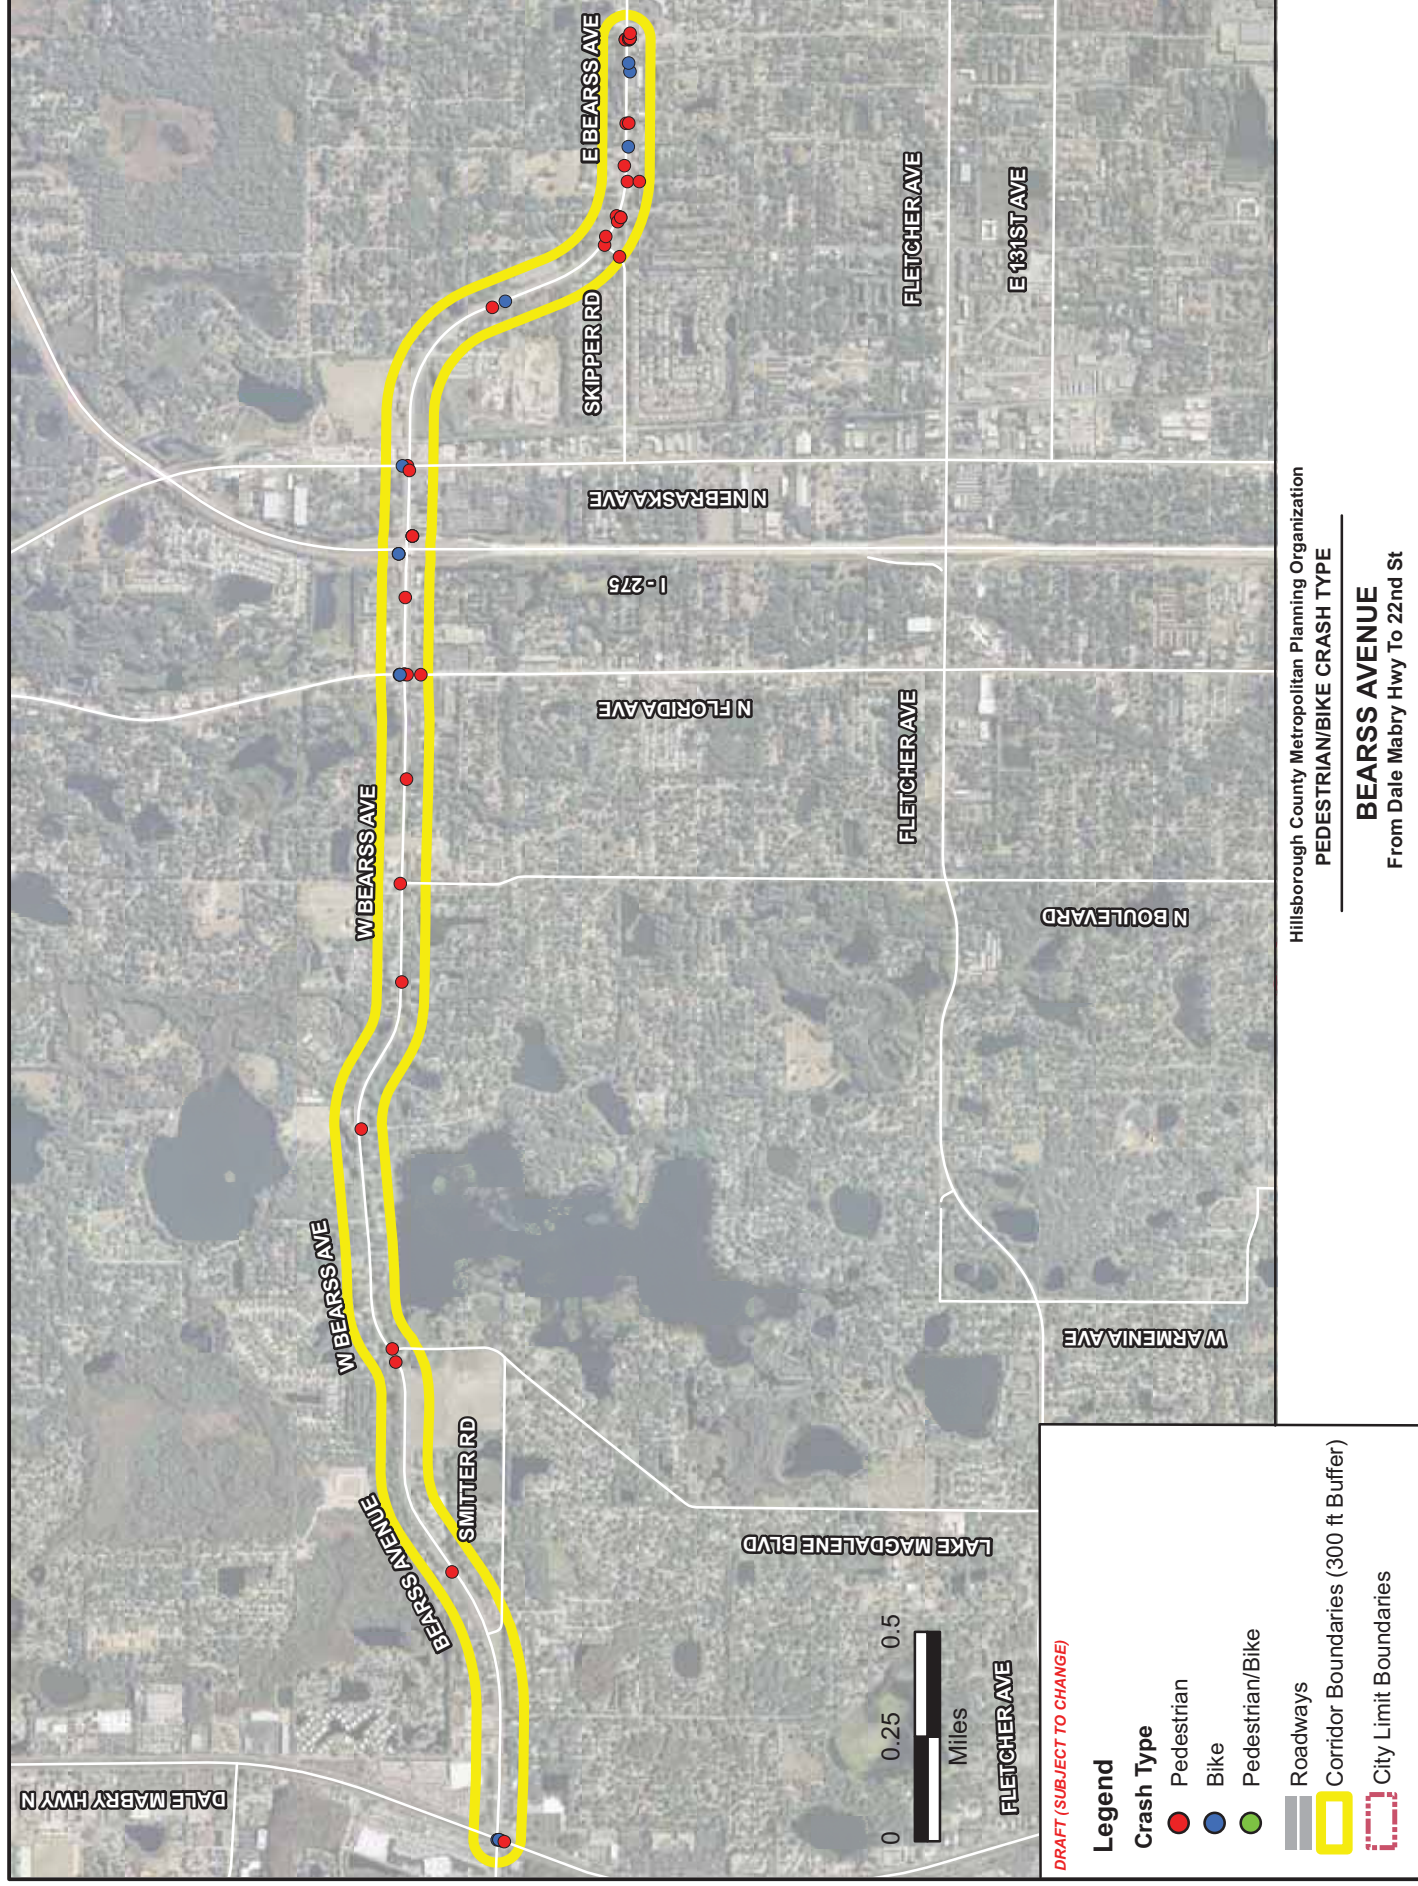 DALE MABRY HWY N
BEARSS AVENUE
SMITTER RD
W BEARSS AVE
LAKE MAGDALENE BLVD
W ARMENIA AVE
W BEARSS AVE
N BOULEVARD
FLETCHER AVE
N FLORIDA AVE
I - 275
N NEBRASKA AVE
SKIPPER RD
E BEARSS AVE
FLETCHER AVE
E 131ST AVE
FLETCHER AVE
0 0.25 0.5
Miles
DRAFT (SUBJECT TO CHANGE)
Legend
Crash Type
Pedestrian
Bike
Pedestrian/Bike
Roadways
Corridor Boundaries (300 ft Buffer)
City Limit Boundaries
Hillsborough County Metropolitan Planning Organization
PEDESTRIAN/BIKE CRASH TYPE
BEARSS AVENUE
From Dale Mabry Hwy To 22nd St